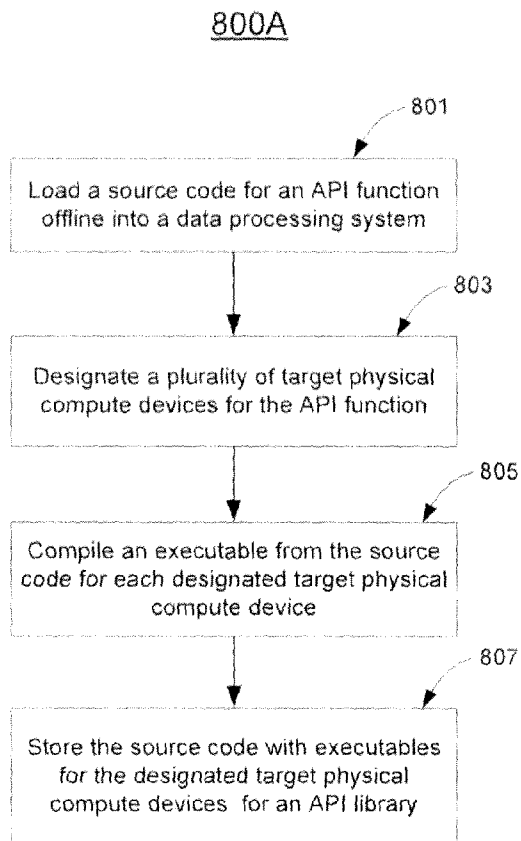 800A
801
Load a source code for an API function
offline into a data processing system
803
Designate a plurality of target physical
compute devices for the API function
805
Compile an executable from the source
code for each designated target physical
compute device
807
Store the source code with executables
for the designated target physical
compute devices for an API library